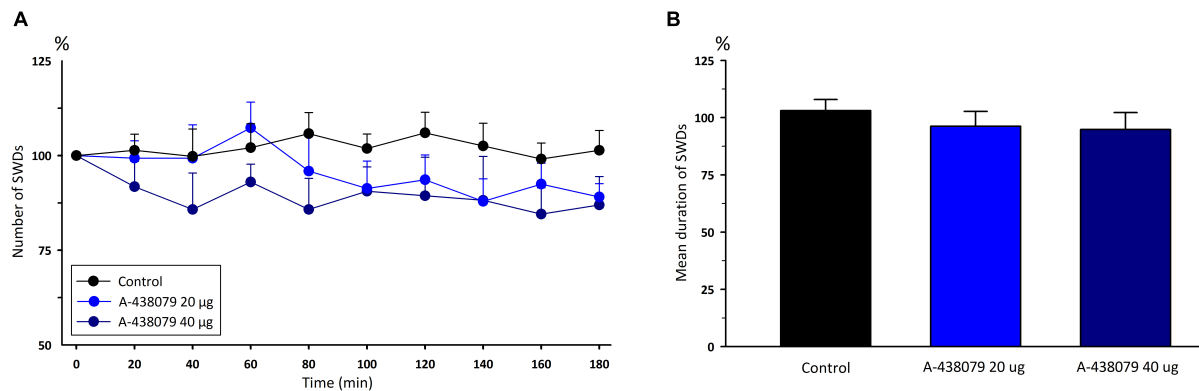 A
%
125
100
75
50
Number of SWDs
Control
A-438079 20 µg
A-438079 40 µg
0 20 40 60 80 100 120 140 160 180
Time (min)
B
%
125
100
75
50
25
0
Mean duration of SWDs
Control A-438079 20 ug A-438079 40 ug